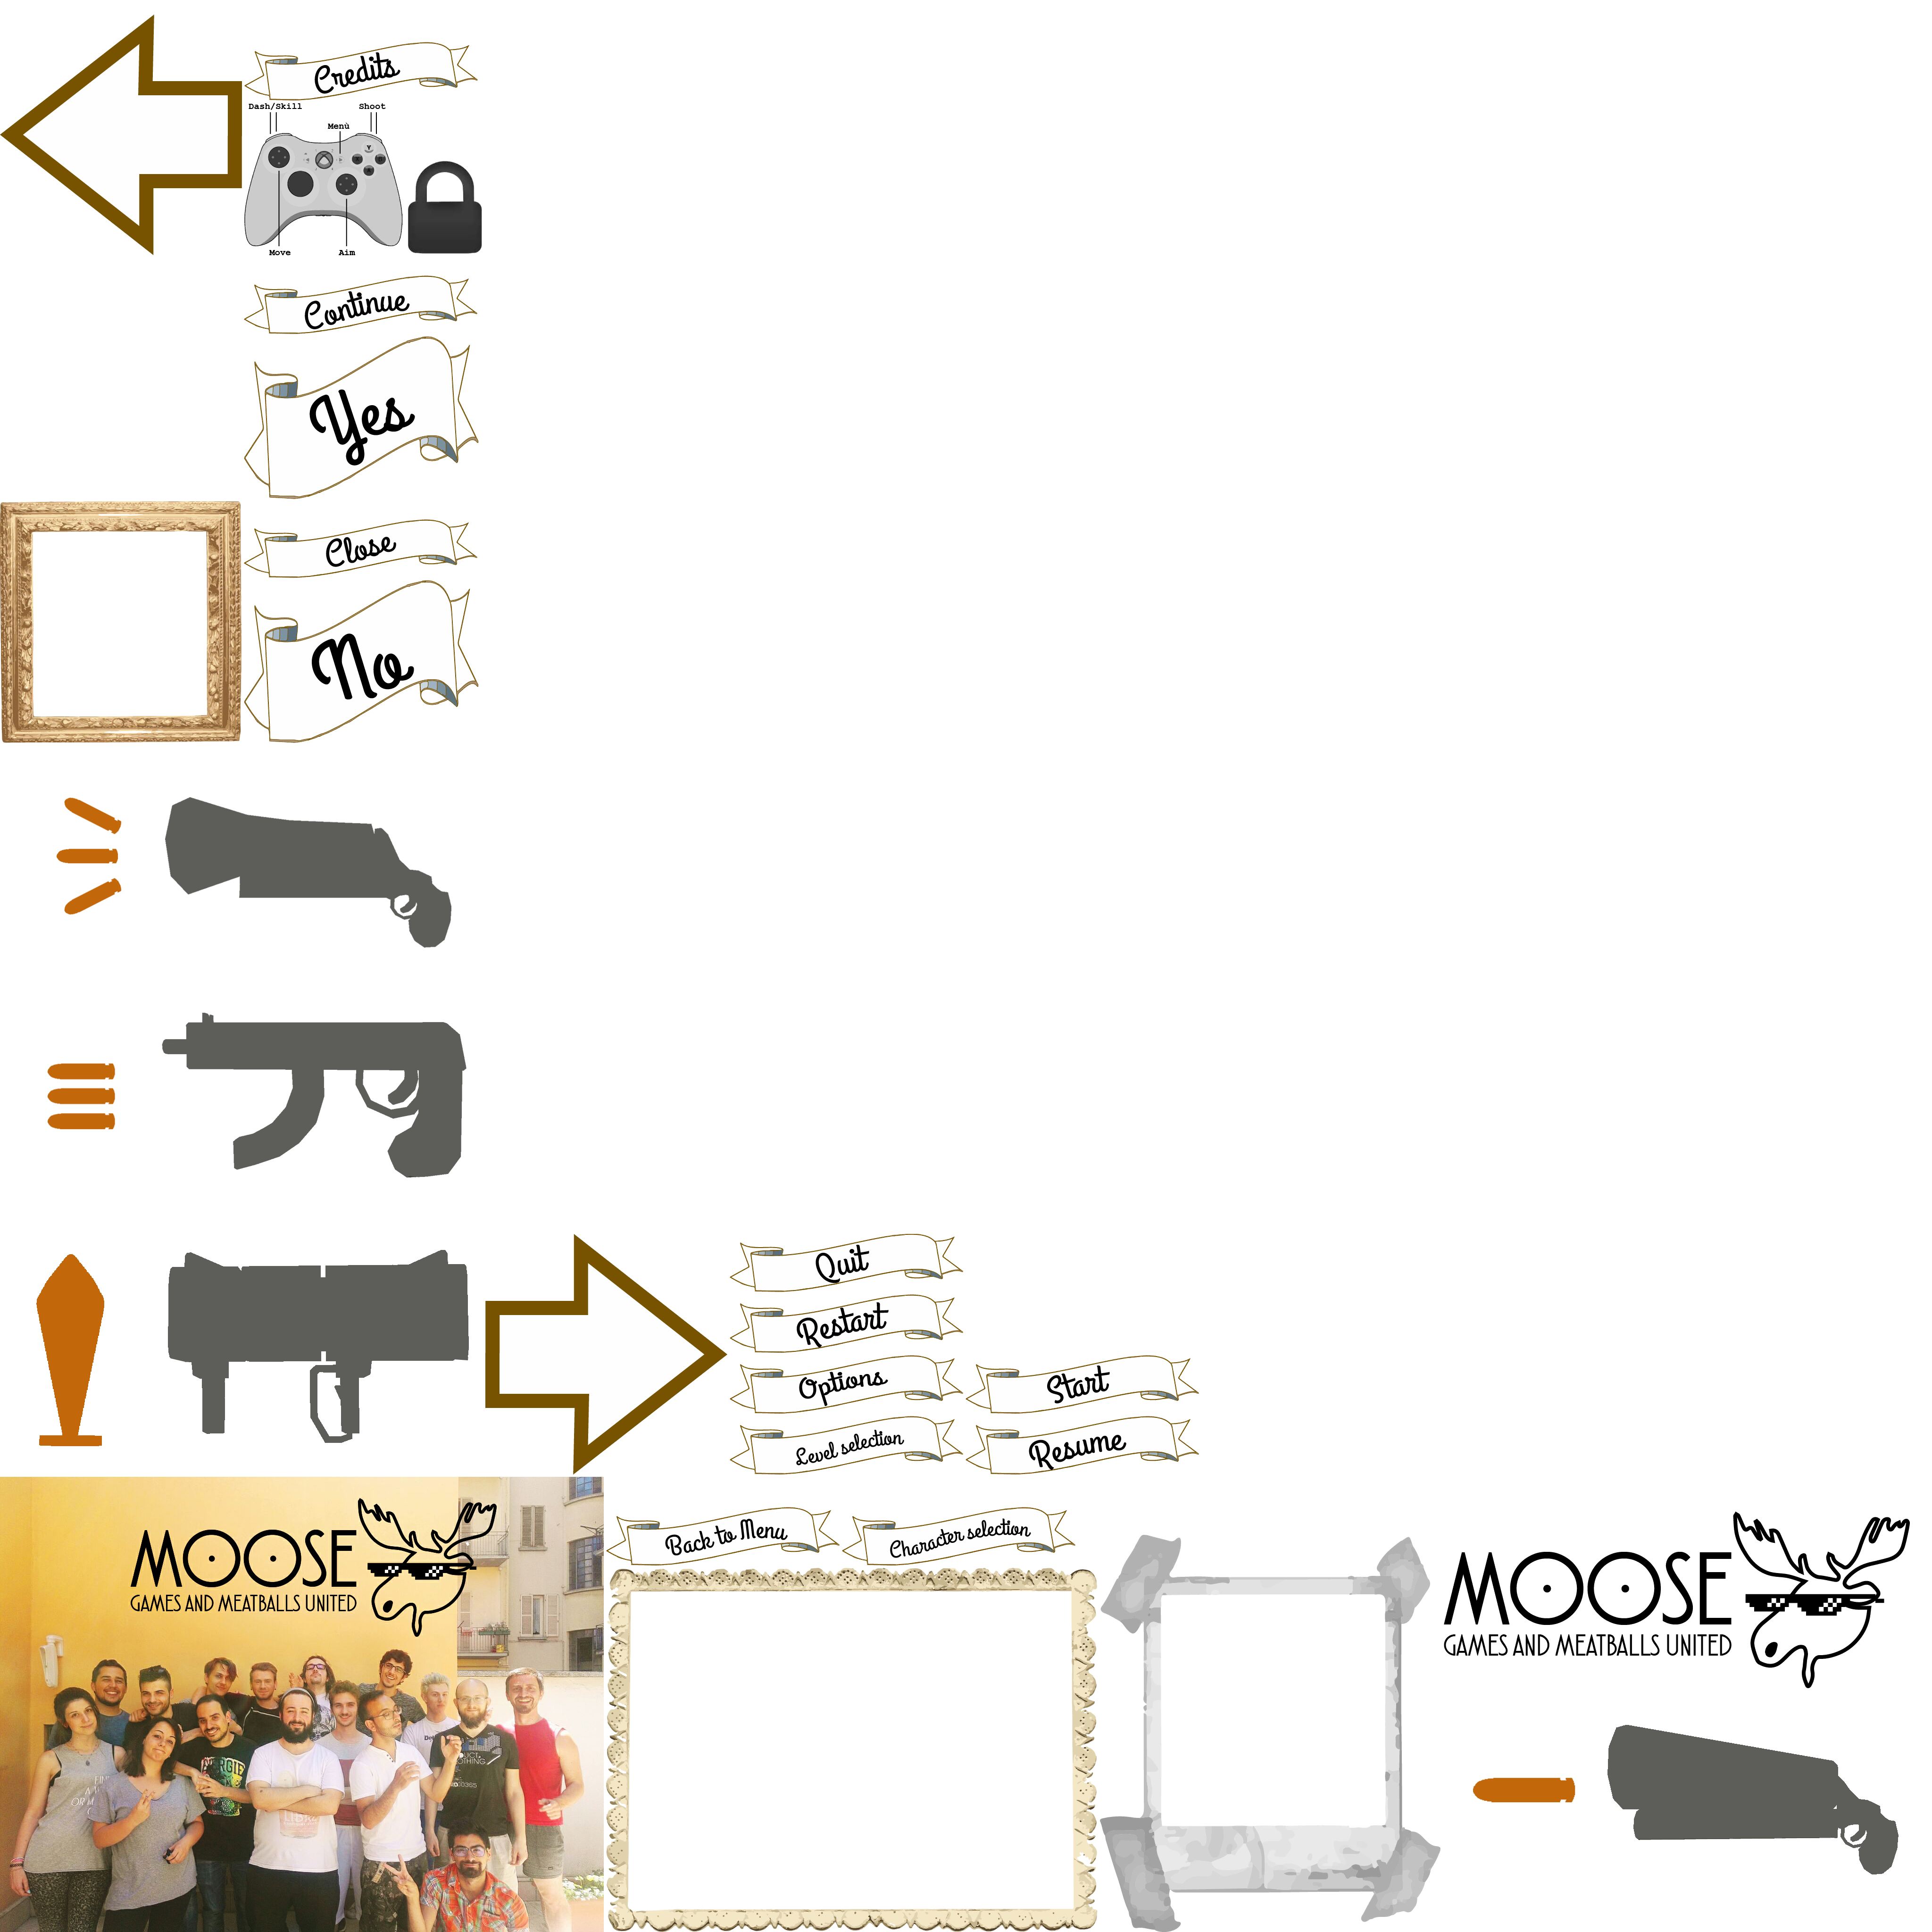 Credits
Dash/Skill
Shoot
Menù
Move
Aim
Continue
Yes
Close
No
Quit
Restart
Options
Start
Level selection
Resume
Back to Menu
Character selection
MOOSE
GAMES AND MEATBALLS UNITED
MOOSE
GAMES AND MEATBALLS UNITED